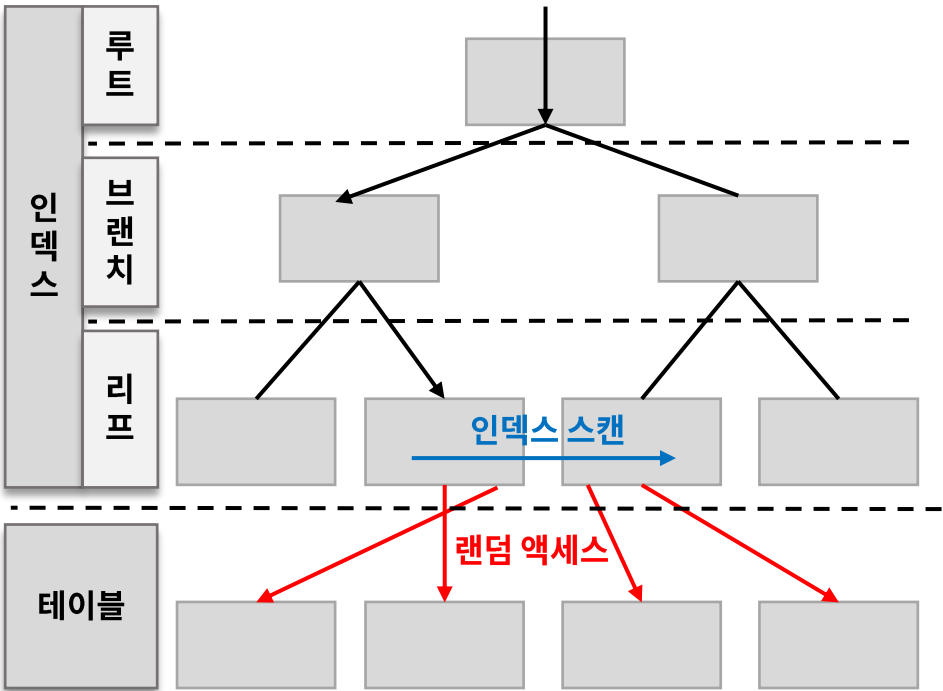 인덱스
루트
브랜치
리프
인덱스 스캔
랜덤 액세스
테이블